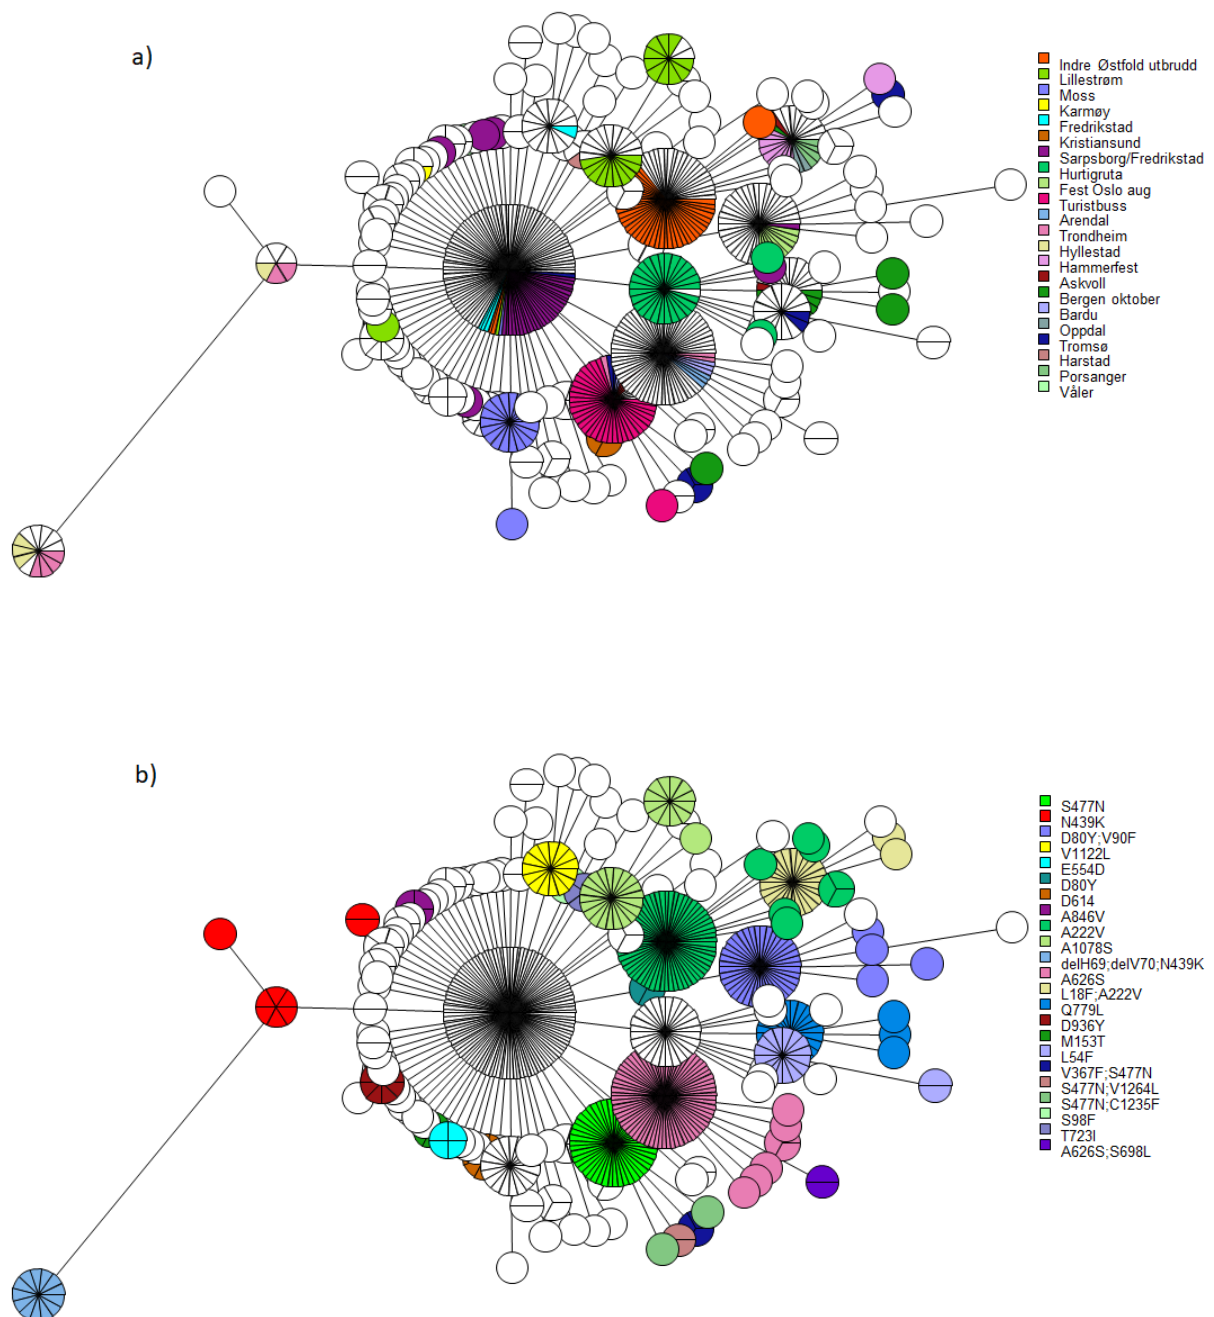 a)
Indre Østfold utbrudd
Lillestrøm
Moss
Karmøy
Fredrikstad
Kristiansund
Sarpsborg/Fredrikstad
Hurtigruta
Fest Oslo aug
Turistbuss
Arendal
Trondheim
Hyllestad
Hammerfest
Askvoll
Bergen oktober
Bardu
Oppdal
Tromsø
Harstad
Porsanger
Våler
b)
S477N
N439K
D80Y;V90F
V1122L
E554D
D80Y
D614
A846V
A222V
A1078S
delH69;delV70;N439K
A626S
L18F;A222V
Q779L
D936Y
M153T
L54F
V367F;S477N
S477N;V1264L
S477N;C1235F
S98F
T723I
A626S;S698L